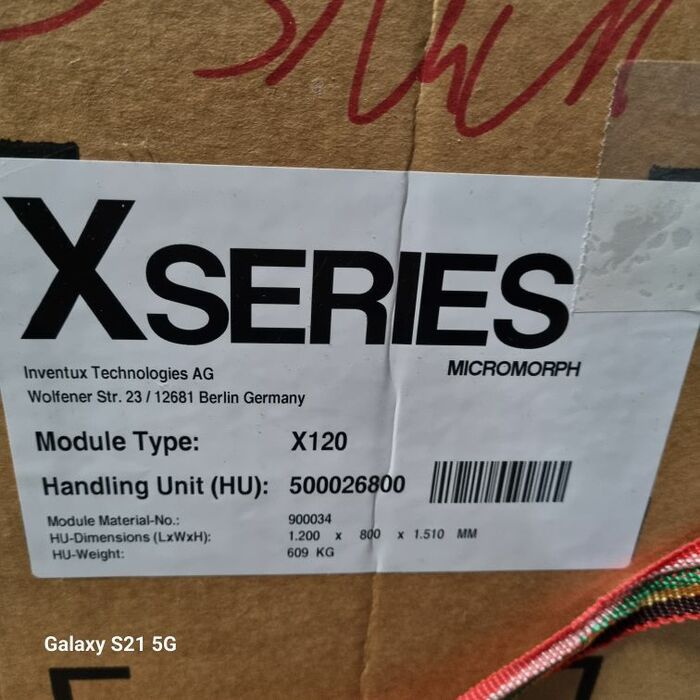 X SERIES
MICROMORPH
Inventux Technologies AG
Wolfener Str. 23 / 12681 Berlin Germany
Module Type: X120
Handling Unit (HU): 500026800
Module Material-No.: 900034
HU-Dimensions (LxWxH): 1.200 x 800 x 1.510 MM
HU-Weight: 609 KG
Galaxy S21 5G